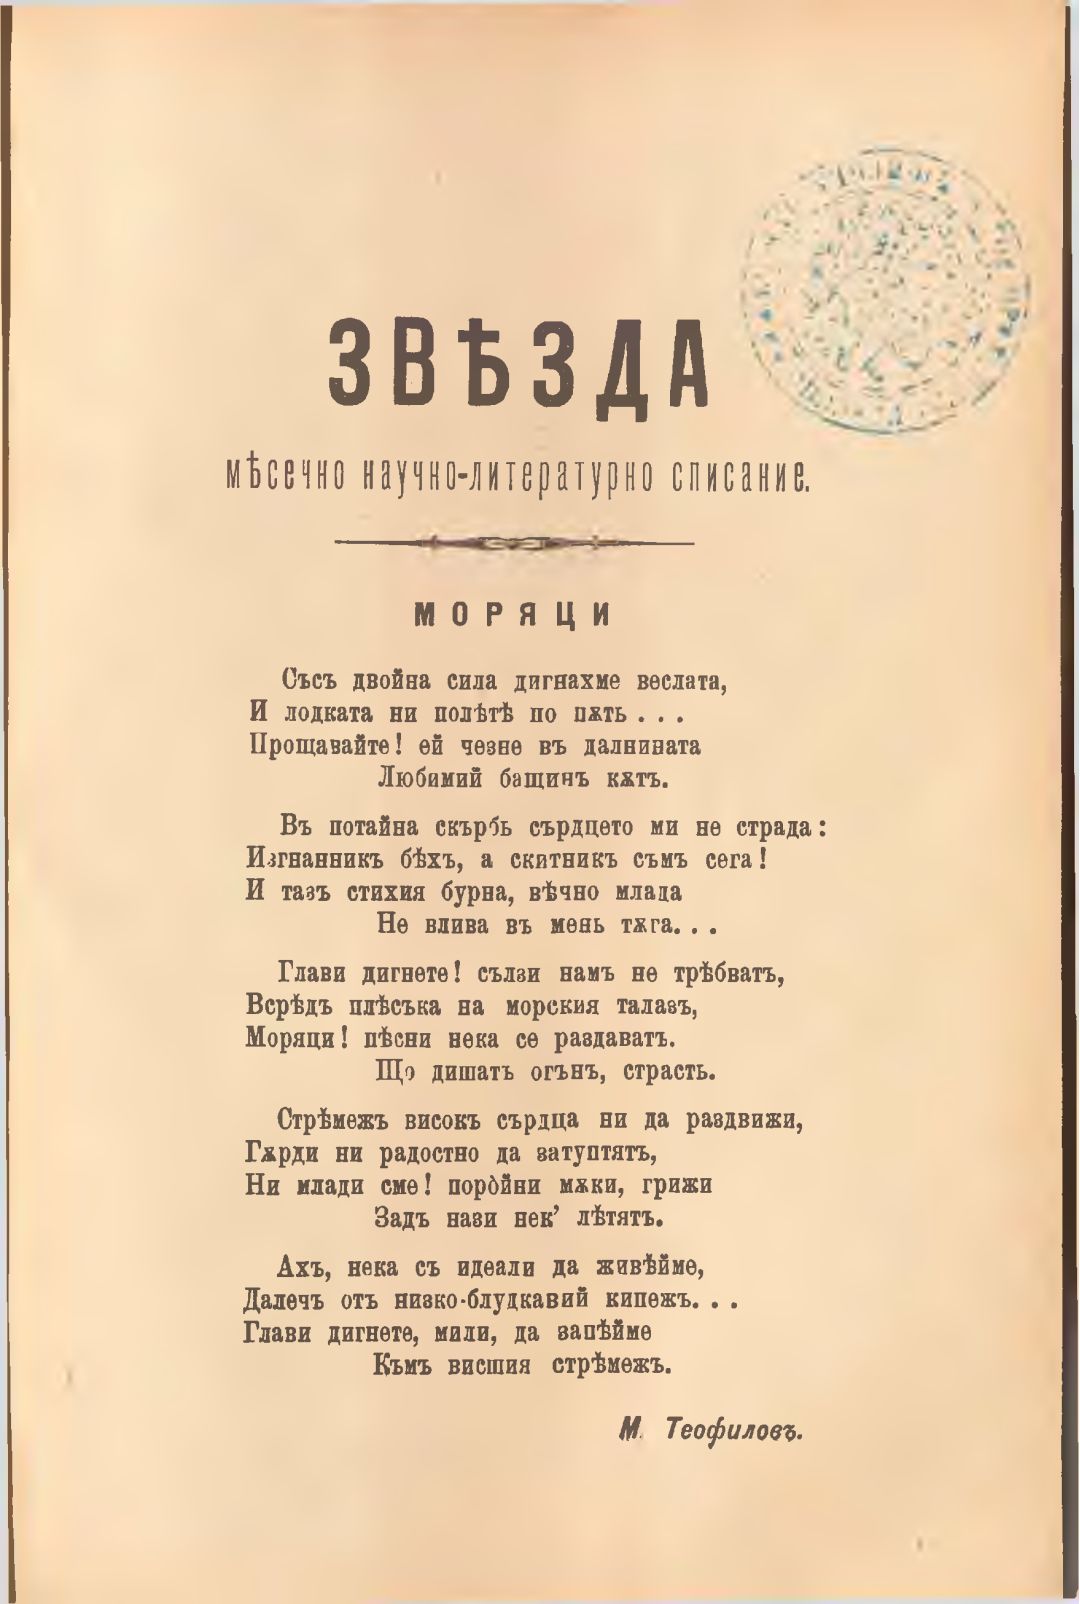 ЗВѢЗДА
мѣсечно научно-литературно списание.
МОРЯЦИ
Със двойна сила дигнахме веслата,
И лодката ни полѣтѣ по пѫть . . .
Прощавайте! ей чезне въ далнината
Любимий бащинъ кѫтъ.
Въ потайна скърбь сърдцето ми не страда:
Изгнанникъ бѣхъ, а скитникъ съмъ сега!
И тазъ стихия бурна, вѣчно млада
Не влива въ мень тѫга. . .
Глави дигнете! сълзи намъ не трѣбватъ,
Всрѣдъ плѣсъка на морския талазъ,
Моряци! пѣсни нека се раздаватъ.
Що дишатъ огънъ, страсть.
Стрѣмежъ високъ сърдца ни да раздвижи,
Гѫрди ни радостно да затуптятъ,
Ни млади сме! поройни мѫки, грижи
Задъ нази нек’ лѣтятъ.
Ахъ, нека съ идеали да живѣйме,
Далечъ отъ низко-блудкавий кипежъ. . .
Глави дигнете, мили, да запѣйме
Къмъ висшия стрѣмежъ.
М. Теофиловъ.